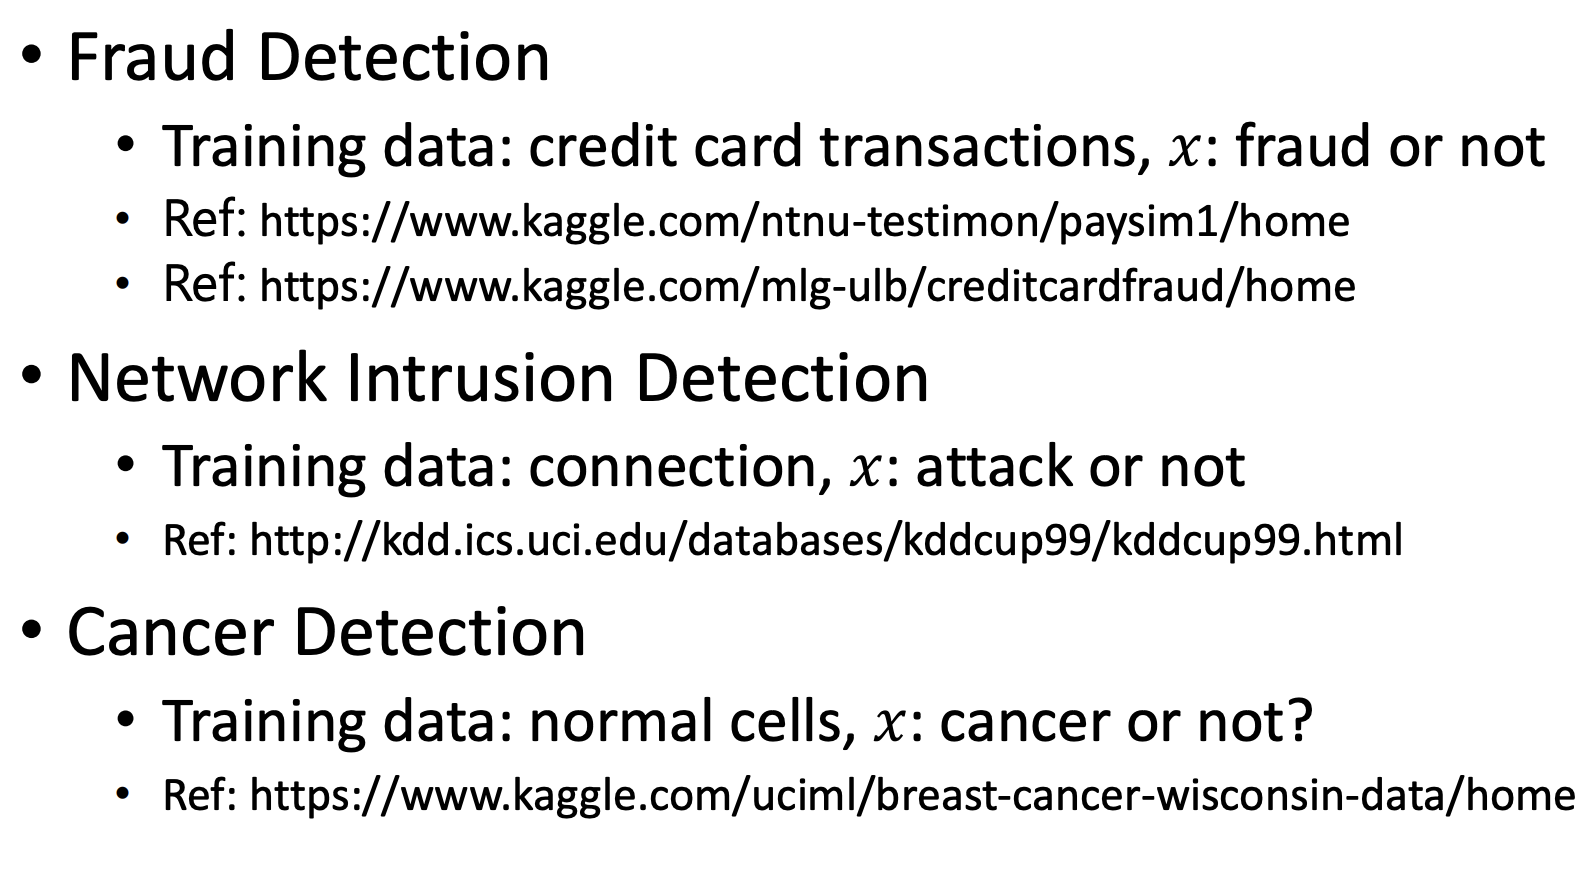 • Fraud Detection
• Training data: credit card transactions, 𝑥: fraud or not
• Ref: https://www.kaggle.com/ntnu-testimon/paysim1/home
• Ref: https://www.kaggle.com/mlg-ulb/creditcardfraud/home
• Network Intrusion Detection
• Training data: connection, 𝑥: attack or not
• Ref: http://kdd.ics.uci.edu/databases/kddcup99/kddcup99.html
• Cancer Detection
• Training data: normal cells, 𝑥: cancer or not?
• Ref: https://www.kaggle.com/uciml/breast-cancer-wisconsin-data/home